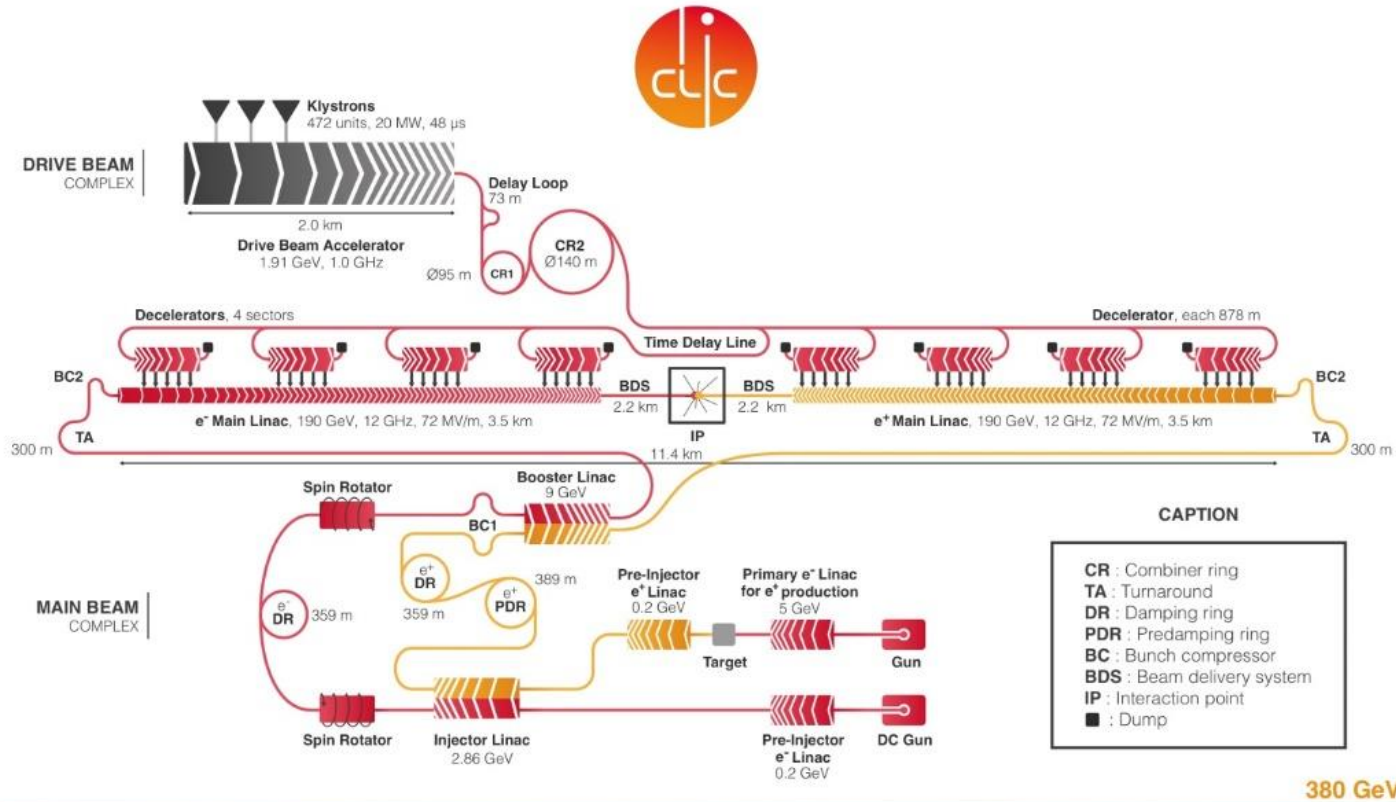 clic
Klystrons
472 units, 20 MW, 48 µs
DRIVE BEAM
COMPLEX
Delay Loop
73 m
2.0 km
Drive Beam Accelerator
1.91 GeV, 1.0 GHz
CR2
Ø140 m
Ø95 m
CR1
Decelerators, 4 sectors
Decelerator, each 878 m
Time Delay Line
BC2
BDS
2.2 km
BDS
2.2 km
BC2
e⁻ Main Linac, 190 GeV, 12 GHz, 72 MV/m, 3.5 km
IP
e⁺ Main Linac, 190 GeV, 12 GHz, 72 MV/m, 3.5 km
TA
300 m
TA
300 m
11.4 km
Spin Rotator
Booster Linac
9 GeV
BC1
e⁺
DR
359 m
e⁺
PDR
389 m
MAIN BEAM
COMPLEX
e⁻
DR
359 m
Pre-Injector
e⁺ Linac
0.2 GeV
Primary e⁻ Linac
for e⁺ production
5 GeV
Target
Gun
Spin Rotator
Injector Linac
2.86 GeV
Pre-Injector
e⁻ Linac
0.2 GeV
DC Gun
CAPTION
CR : Combiner ring
TA : Turnaround
DR : Damping ring
PDR : Predamping ring
BC : Bunch compressor
BDS : Beam delivery system
IP : Interaction point
: Dump
380 GeV